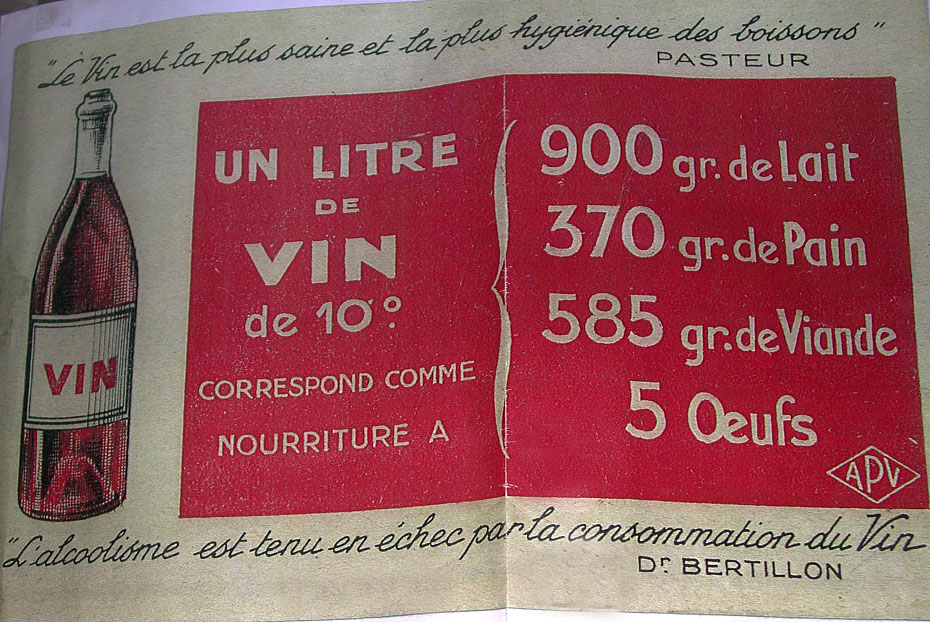 "Le Vin est la plus saine et la plus hygiénique des boissons"
PASTEUR
VIN
UN LITRE
DE
VIN
de 10°
CORRESPOND COMME
NOURRITURE A
900 gr. de Lait
370 gr. de Pain
585 gr. de Viande
5 Œufs
APV
"L'alcoolisme est tenu en échec par la consommation du Vin
Dr BERTILLON